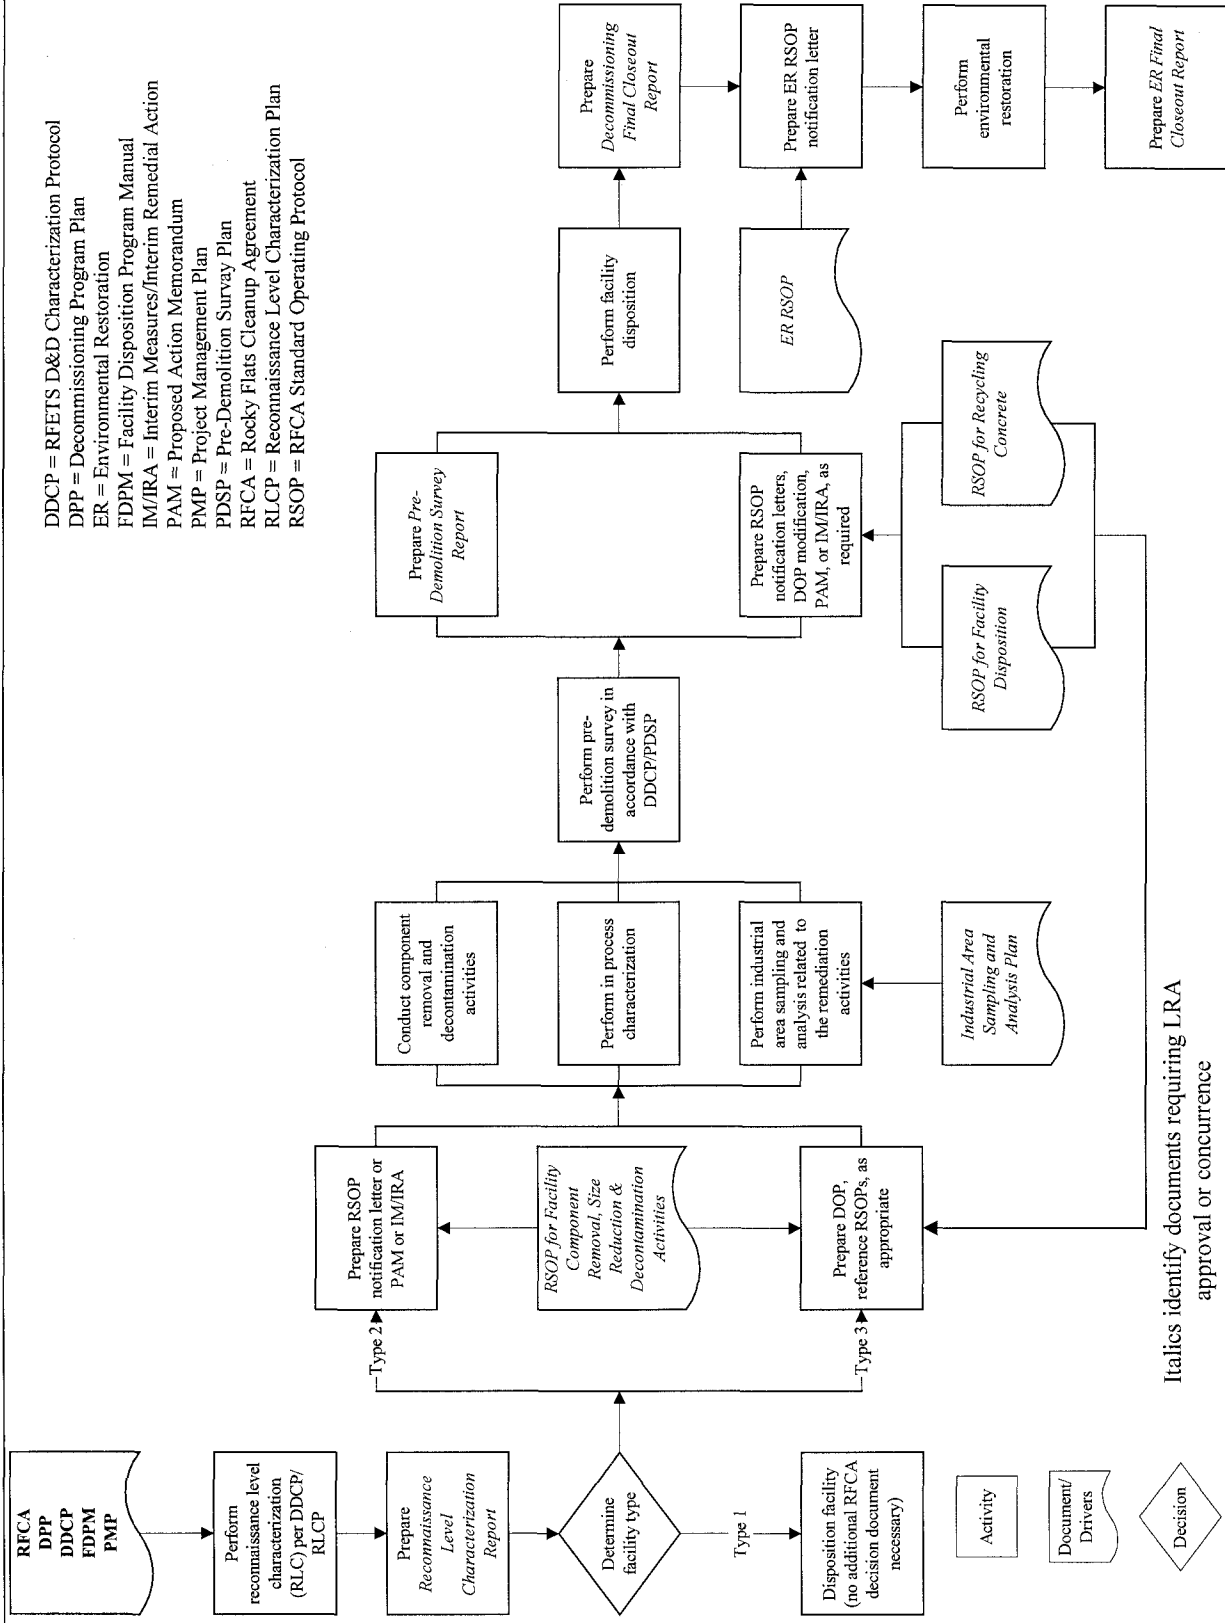 RFCA
DPP
DDCP
FDPM
PMP
Perform
reconnaissance level
characterization
(RLC) per DDCP/
RLCP
Prepare
Reconnaissance
Level
Characterization
Report
Determine
facility type
Type 1
Disposition facility
(no additional RFCA
decision document
necessary)
Type 2
Type 3
Prepare RSOP
notification letter or
PAM or IM/IRA
RSOP for Facility
Component
Removal, Size
Reduction &
Decontamination
Activities
Prepare DOP,
reference RSOPs, as
appropriate
Conduct component
removal and
decontamination
activities
Perform in process
characterization
Perform industrial
area sampling and
analysis related to
the remediation
activities
Industrial Area
Sampling and
Analysis Plan
Perform pre-
demolition survey in
accordance with
DDCP/PDSP
Prepare Pre-
Demolition Survey
Report
Prepare RSOP
notification letters,
DOP modification,
PAM, or IM/IRA, as
required
RSOP for Facility
Disposition
RSOP for Recycling
Concrete
Perform facility
disposition
ER RSOP
Prepare
Decommissioning
Final Closeout
Report
Prepare ER RSOP
notification letter
Perform
environmental
restoration
Prepare ER Final
Closeout Report
DDCP = RFETS D&D Characterization Protocol
DPP = Decommissioning Program Plan
ER = Environmental Restoration
FDPM = Facility Disposition Program Manual
IM/IRA = Interim Measures/Interim Remedial Action
PAM = Proposed Action Memorandum
PMP = Project Management Plan
PDSP = Pre-Demolition Survay Plan
RFCA = Rocky Flats Cleanup Agreement
RLCP = Reconnaissance Level Characterization Plan
RSOP = RFCA Standard Operating Protocol
Activity
Document/
Drivers
Decision
Italics identify documents requiring LRA
approval or concurrence